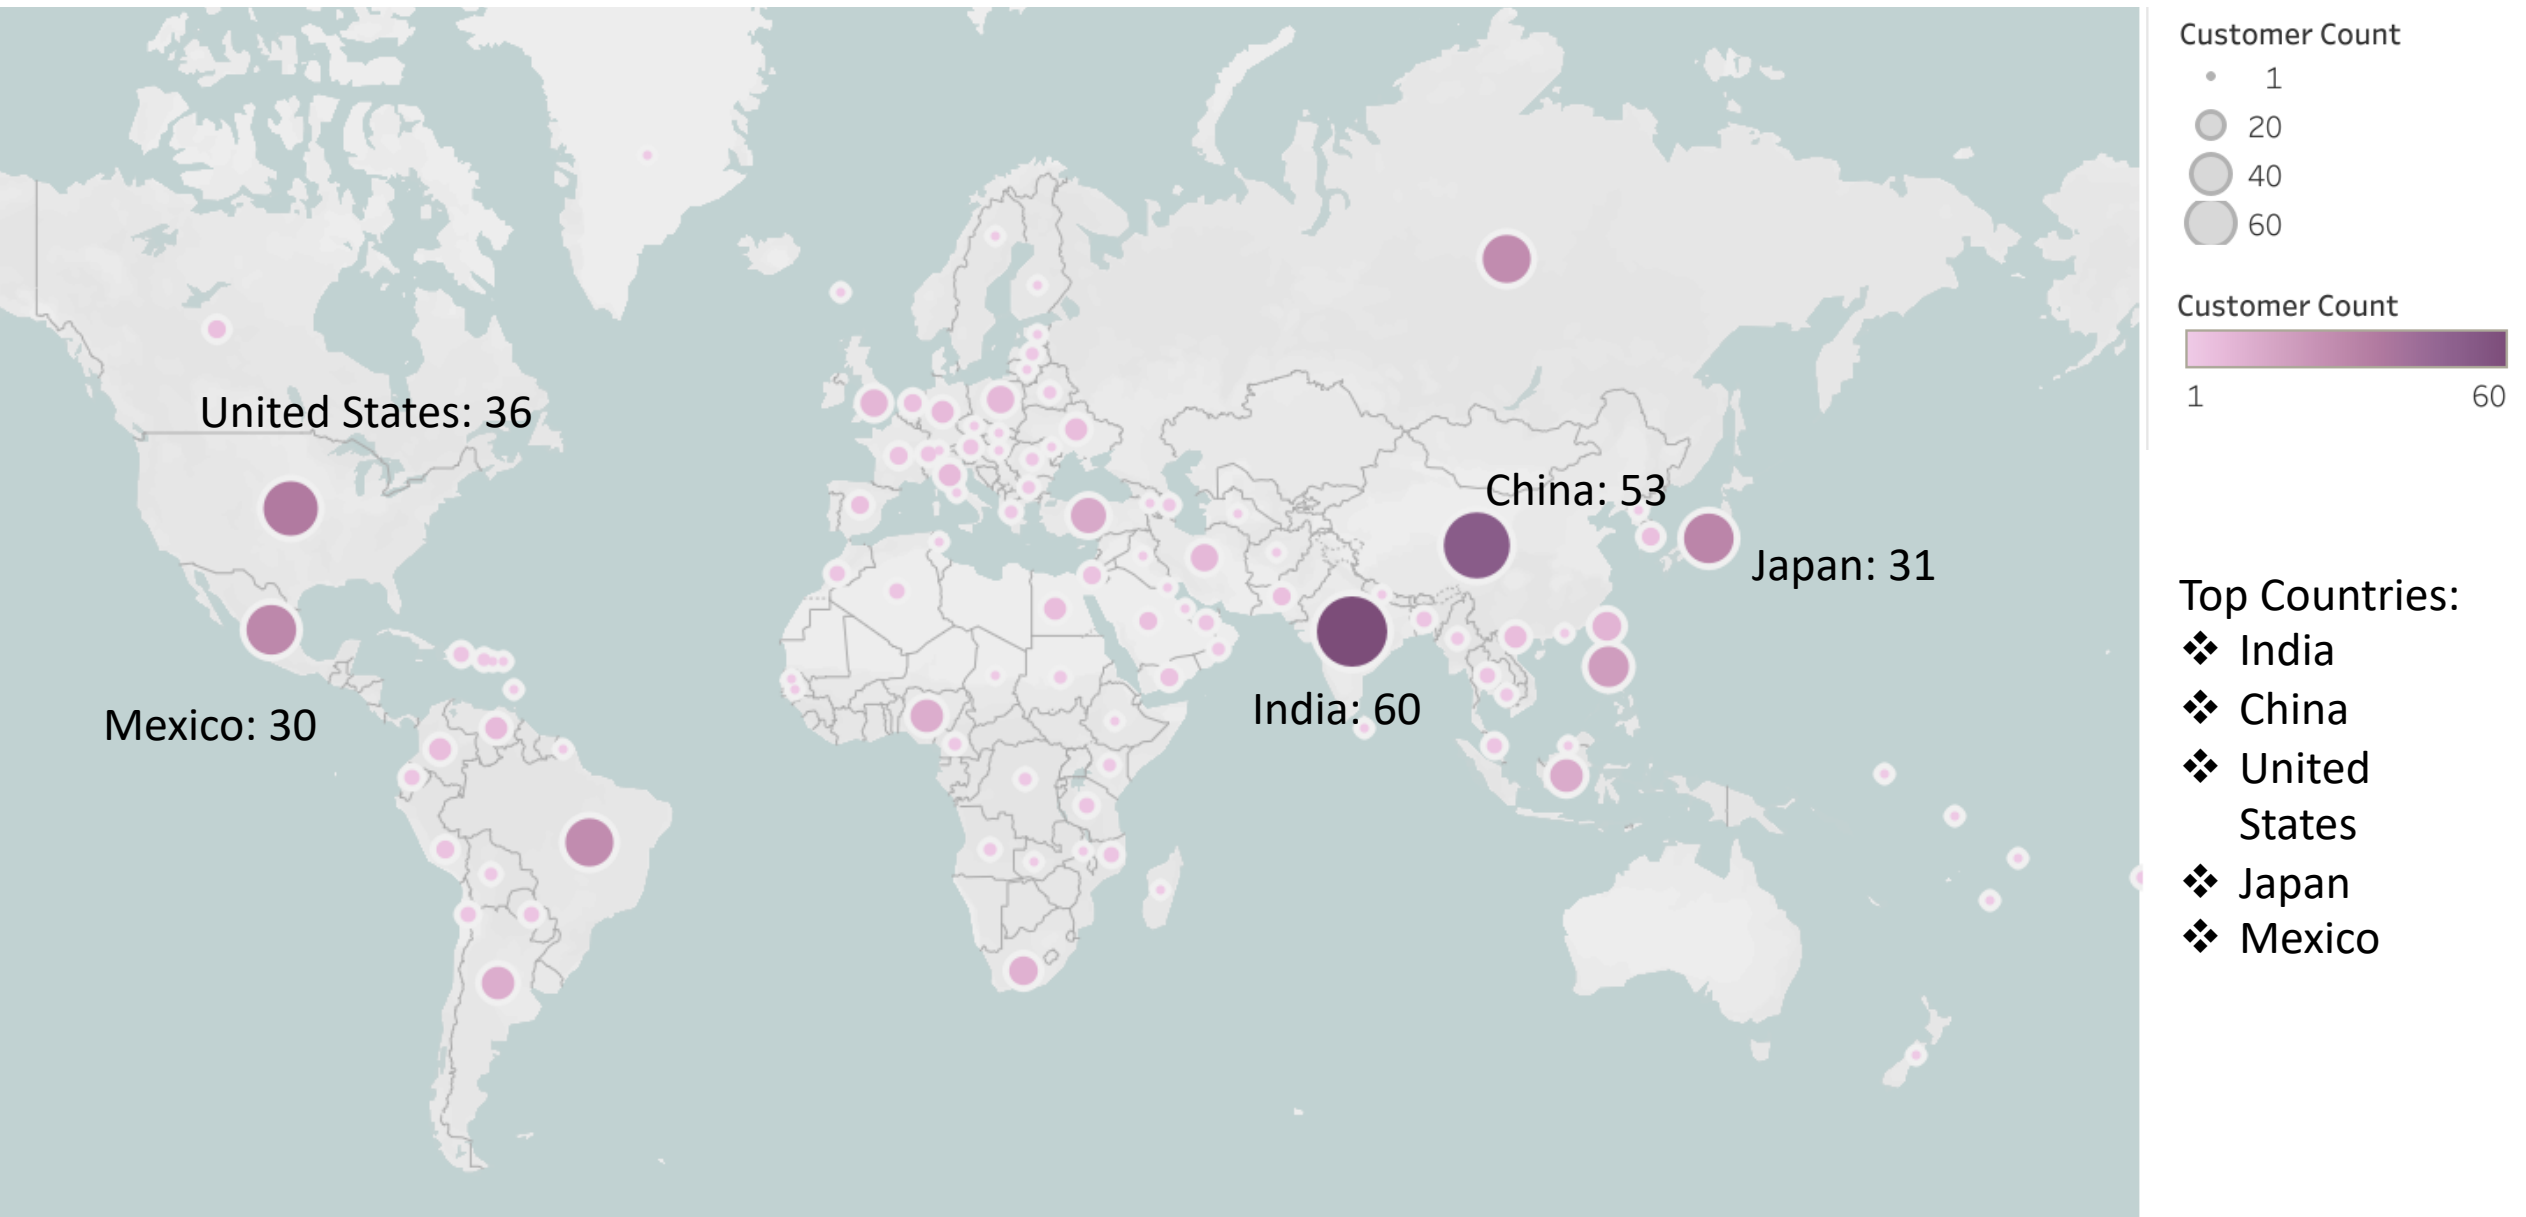 Customer Count
1
20
40
60
Customer Count
1 60
United States: 36
China: 53
Japan: 31
Mexico: 30
India: 60
Top Countries:
❖ India
❖ China
❖ United
States
❖ Japan
❖ Mexico